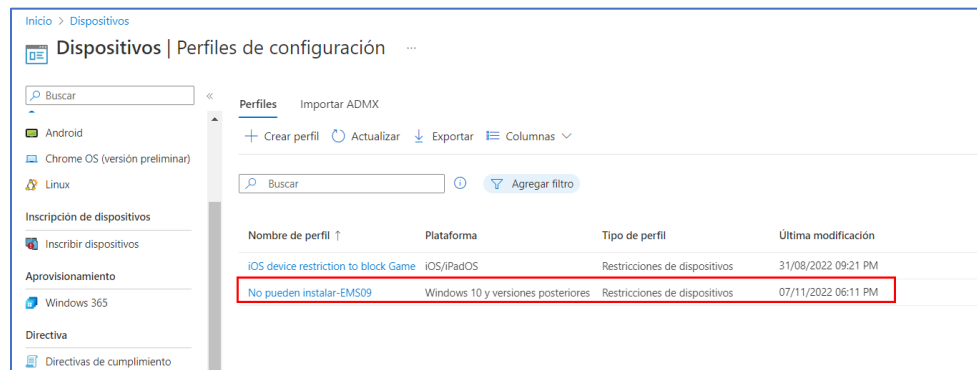 Inicio > Dispositivos
Dispositivos | Perfiles de configuración ...
Buscar
«
Android
Chrome OS (versión preliminar)
Linux
Inscripción de dispositivos
Inscribir dispositivos
Aprovisionamiento
Windows 365
Directiva
Directivas de cumplimiento
Perfiles Importar ADMX
+ Crear perfil Actualizar Exportar Columnas
Buscar Agregar filtro
Nombre de perfil ↑ Plataforma Tipo de perfil Última modificación
iOS device restriction to block Game iOS/iPadOS Restricciones de dispositivos 31/08/2022 09:21 PM
No pueden instalar-EMS09 Windows 10 y versiones posteriores Restricciones de dispositivos 07/11/2022 06:11 PM